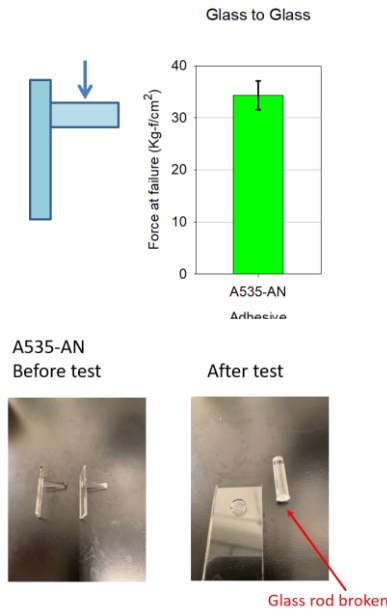 Glass to Glass
Force at failure (Kg-f/cm²)
40
30
20
10
0
A535-AN
Adhesive
A535-AN
Before test
After test
Glass rod broken